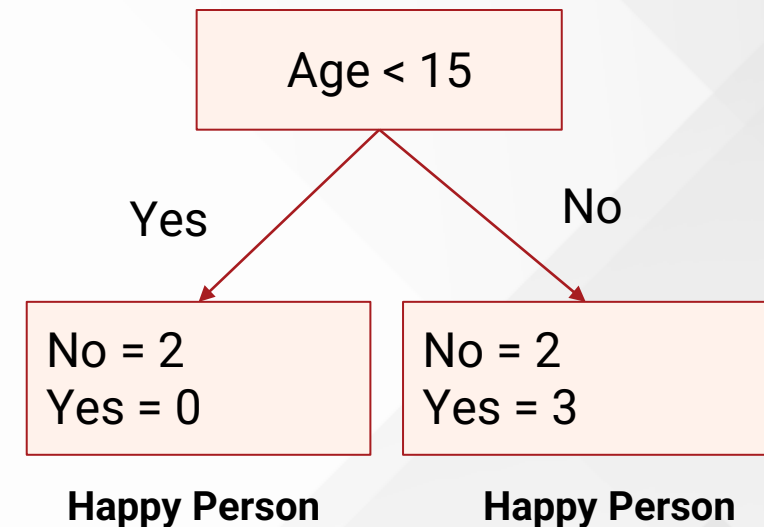 Age < 15
Yes
No
No = 2
Yes = 0
No = 2
Yes = 3
Happy Person
Happy Person